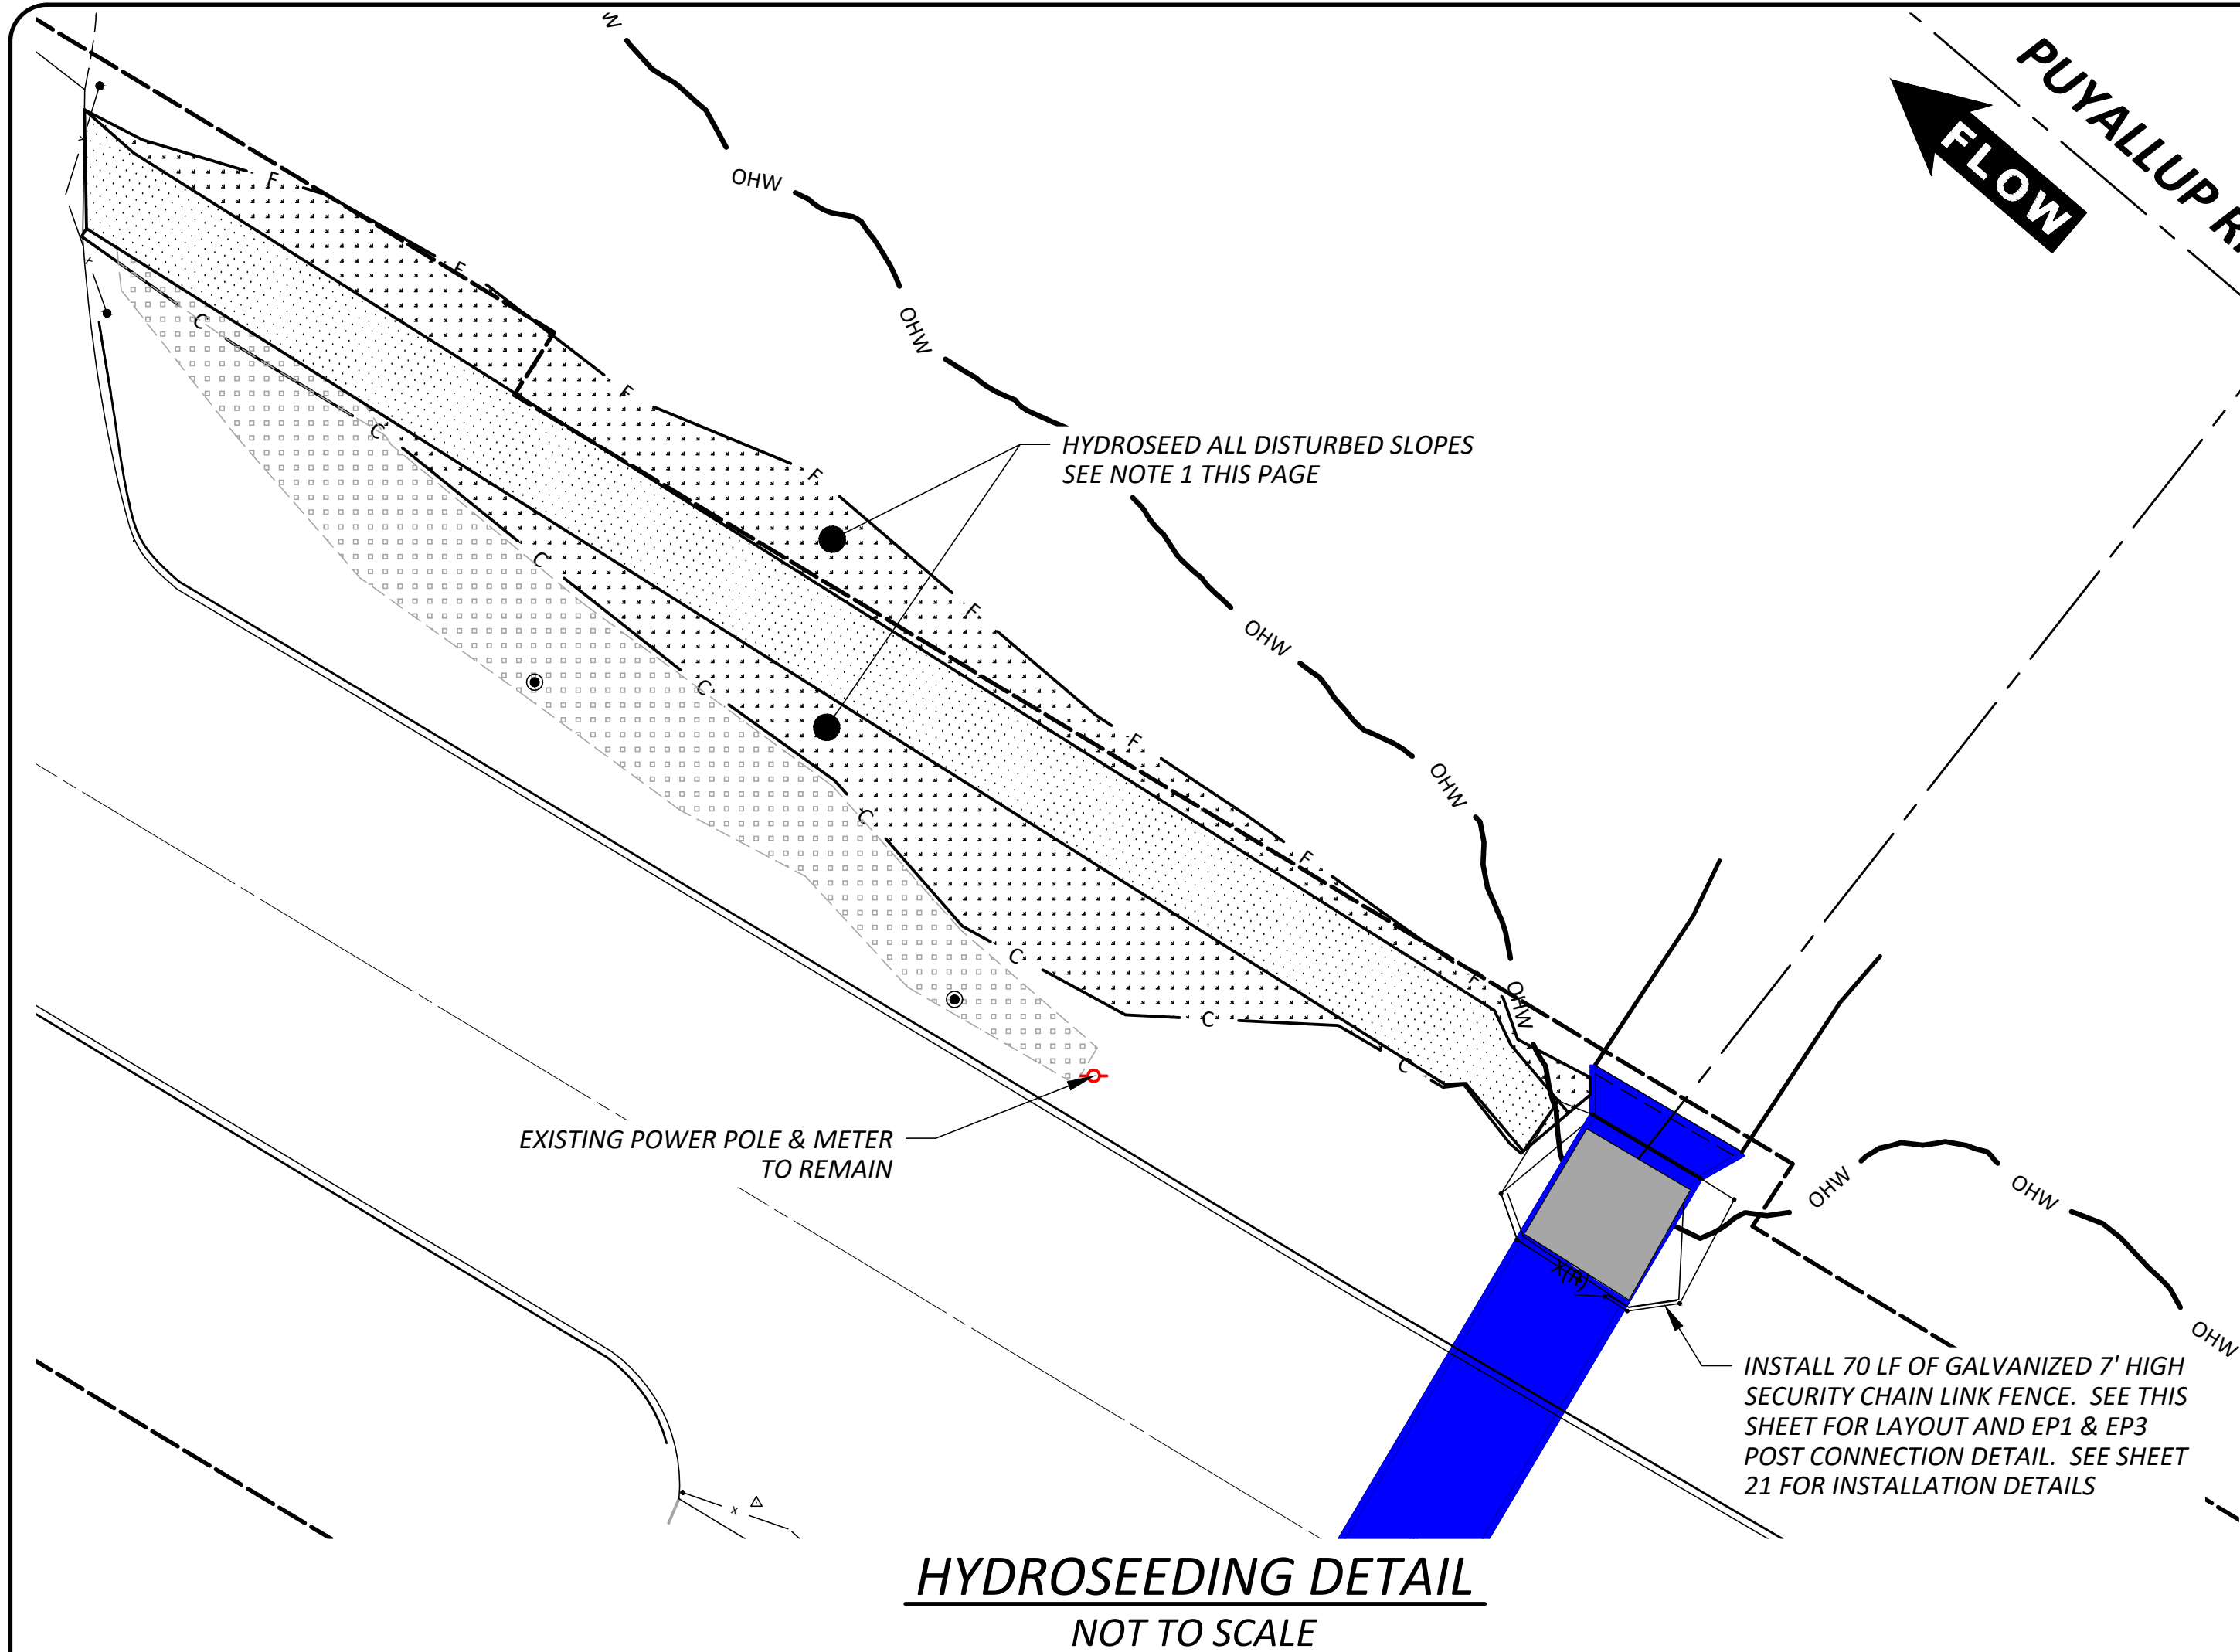 W
PUYALLUP R
FLOW
OHW
F
F
OHW
C
F
C
HYDROSEED ALL DISTURBED SLOPES
SEE NOTE 1 THIS PAGE
F
C
F
OHW
C
F
OHW
C
F
C
F
OHW
C
C
EXISTING POWER POLE & METER
TO REMAIN
OHW
OHW
X(R)
OHW
INSTALL 70 LF OF GALVANIZED 7' HIGH
SECURITY CHAIN LINK FENCE. SEE THIS
SHEET FOR LAYOUT AND EP1 & EP3
POST CONNECTION DETAIL. SEE SHEET
21 FOR INSTALLATION DETAILS
x
HYDROSEEDING DETAIL
NOT TO SCALE